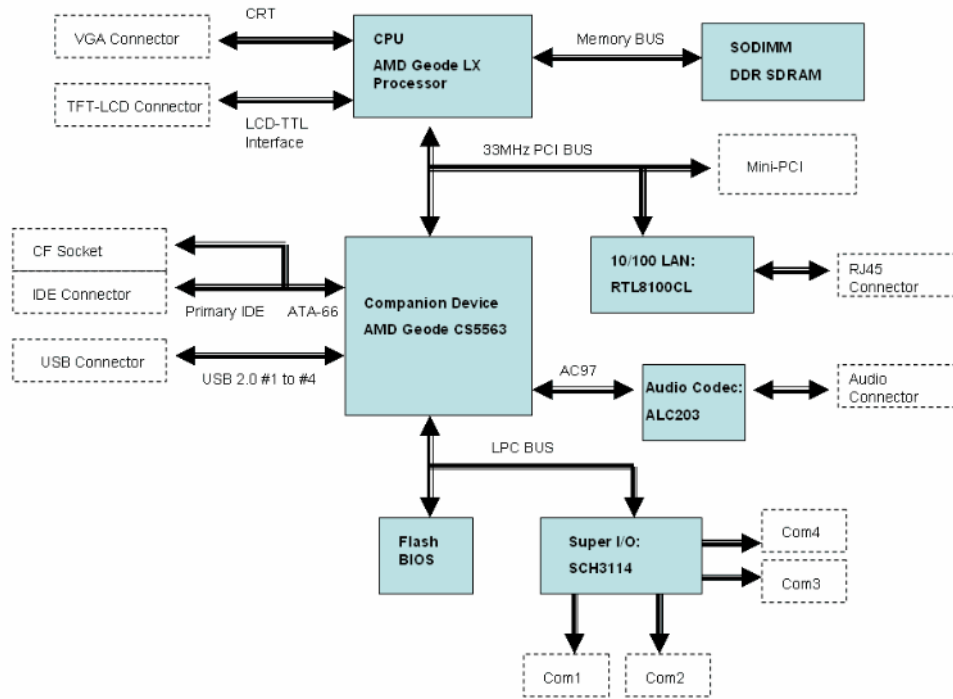 CRT
VGA Connector
CPU
AMD Geode LX
Processor
Memory BUS
SODIMM
DDR SDRAM
TFT-LCD Connector
LCD-TTL
Interface
33MHz PCI BUS
Mini-PCI
CF Socket
IDE Connector
Primary IDE
ATA-66
Companion Device
AMD Geode CS5563
10/100 LAN:
RTL8100CL
RJ45
Connector
USB Connector
USB 2.0 #1 to #4
AC97
Audio Codec:
ALC203
Audio
Connector
LPC BUS
Flash
BIOS
Super I/O:
SCH3114
Com4
Com3
Com1
Com2